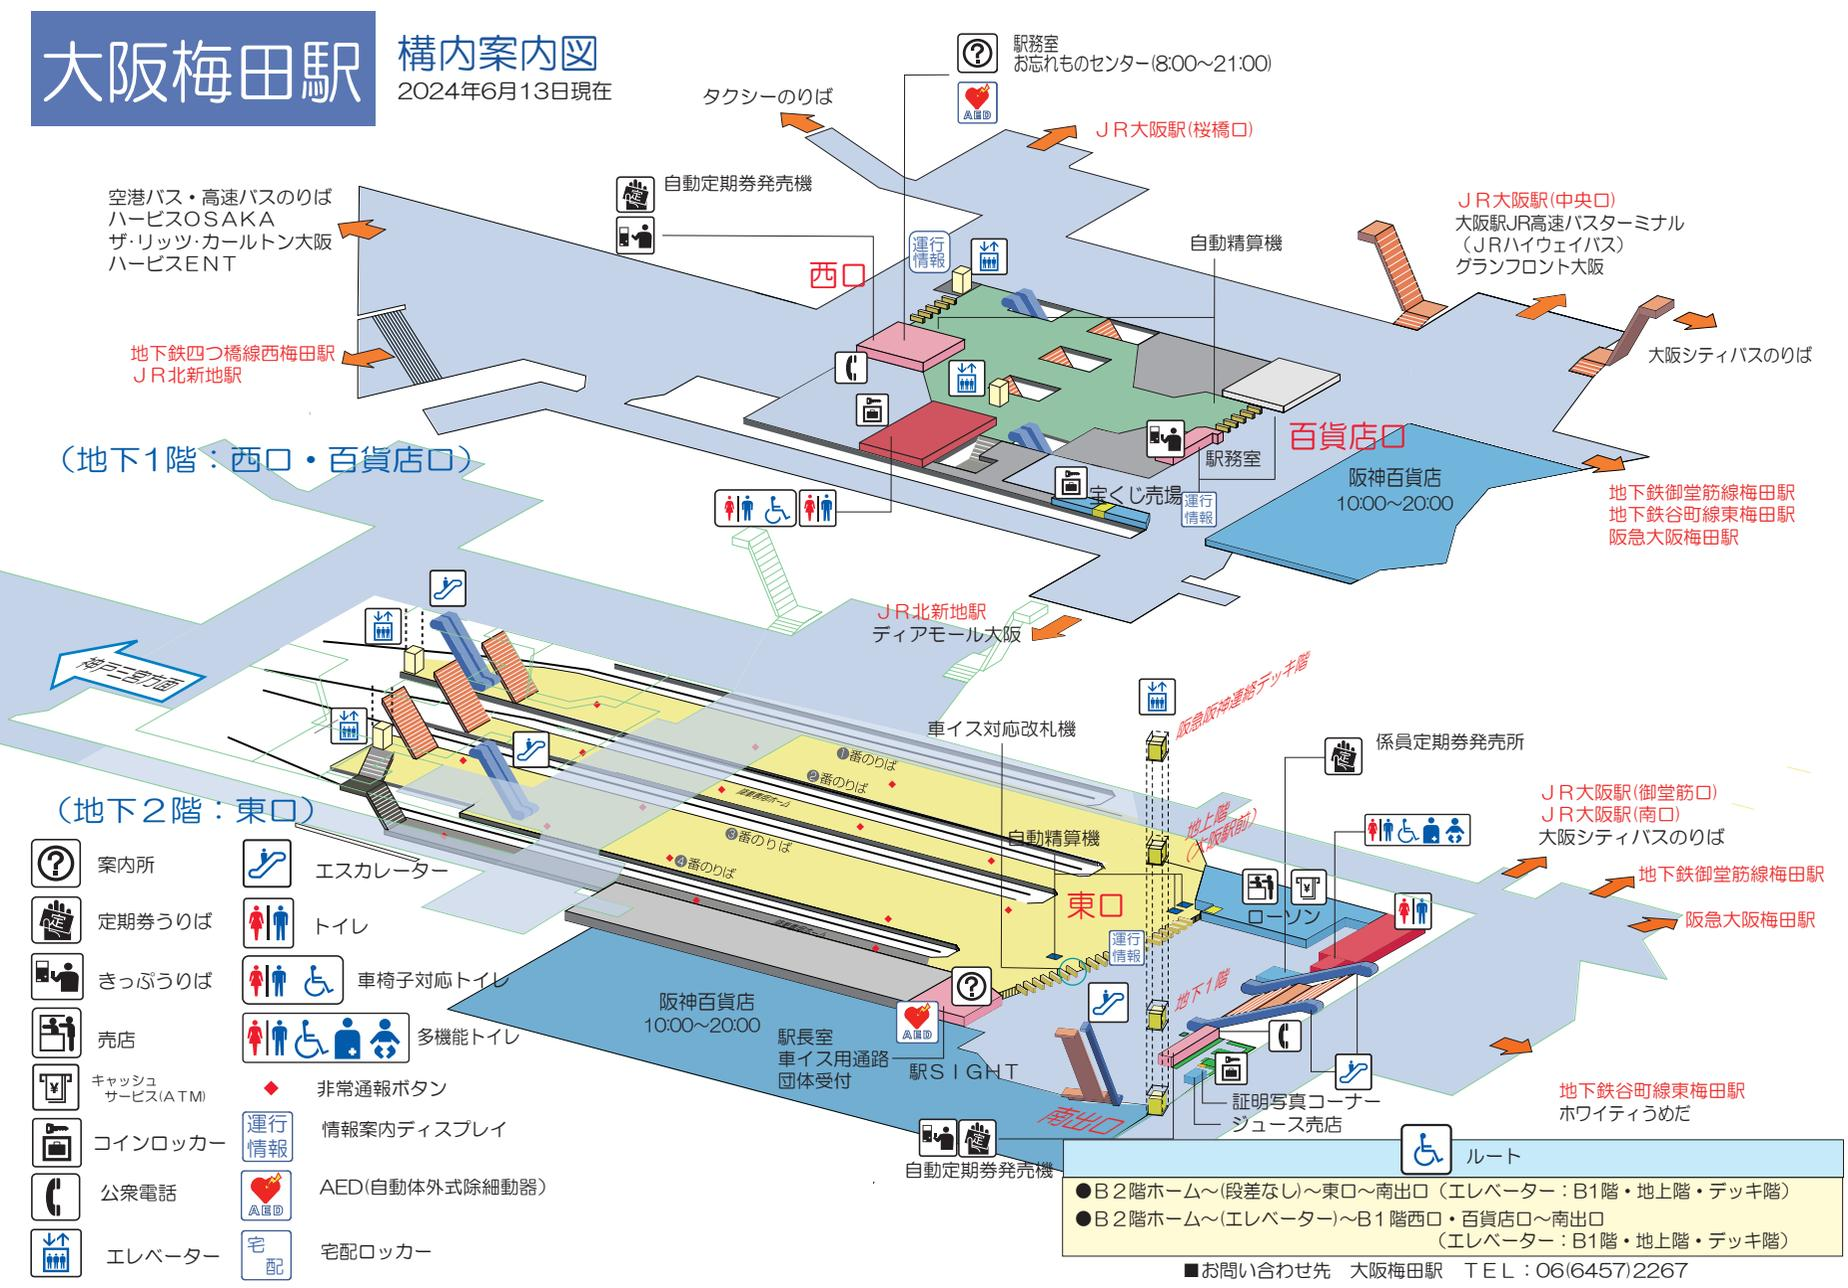 大阪梅田駅
構内案内図
2024年6月13日現在
駅務室
お忘れものセンター(8:00〜21:00)
AED
タクシーのりば
ＪＲ大阪駅(桜橋口)
自動定期券発売機
定
空港バス・高速バスのりば
ハービスＯＳＡＫＡ
ザ・リッツ・カールトン大阪
ハービスＥＮＴ
ＪＲ大阪駅(中央口)
大阪駅JR高速バスターミナル
（ＪＲハイウェイバス）
グランフロント大阪
西口
運行
情報
自動精算機
地下鉄四つ橋線西梅田駅
ＪＲ北新地駅
大阪シティバスのりば
百貨店口
駅務室
（地下1階：西口・百貨店口）
阪神百貨店
10:00〜20:00
宝くじ売場
運行
情報
地下鉄御堂筋線梅田駅
地下鉄谷町線東梅田駅
阪急大阪梅田駅
ＪＲ北新地駅
ディアモール大阪
神戸三宮方面
阪急阪神連絡デッキ階
車イス対応改札機
係員定期券発売所
定
❶番のりば
❷番のりば
降車専用ホーム
❸番のりば
❹番のりば
降車専用ホーム
地上階
(大阪駅前)
自動精算機
東口
ＪＲ大阪駅(御堂筋口)
ＪＲ大阪駅(南口)
大阪シティバスのりば
地下鉄御堂筋線梅田駅
阪急大阪梅田駅
¥
ローソン
運行
情報
地下1階
阪神百貨店
10:00〜20:00
AED
駅長室
車イス用通路
団体受付
駅ＳＩＧＨＴ
南出口
証明写真コーナー
ジュース売店
定
自動定期券発売機
地下鉄谷町線東梅田駅
ホワイティうめだ
（地下２階：東口）
案内所
エスカレーター
定
定期券うりば
トイレ
きっぷうりば
車椅子対応トイレ
売店
多機能トイレ
¥
キャッシュ
サービス(ATM)
非常通報ボタン
コインロッカー
運行
情報
情報案内ディスプレイ
公衆電話
AED
AED(自動体外式除細動器)
エレベーター
宅
配
宅配ロッカー
ルート
●Ｂ２階ホーム〜(段差なし)〜東口〜南出口（エレベーター：B1階・地上階・デッキ階）
●Ｂ２階ホーム〜(エレベーター)〜Ｂ１階西口・百貨店口〜南出口
（エレベーター：B1階・地上階・デッキ階）
■お問い合わせ先　大阪梅田駅　ＴＥＬ：06(6457)2267